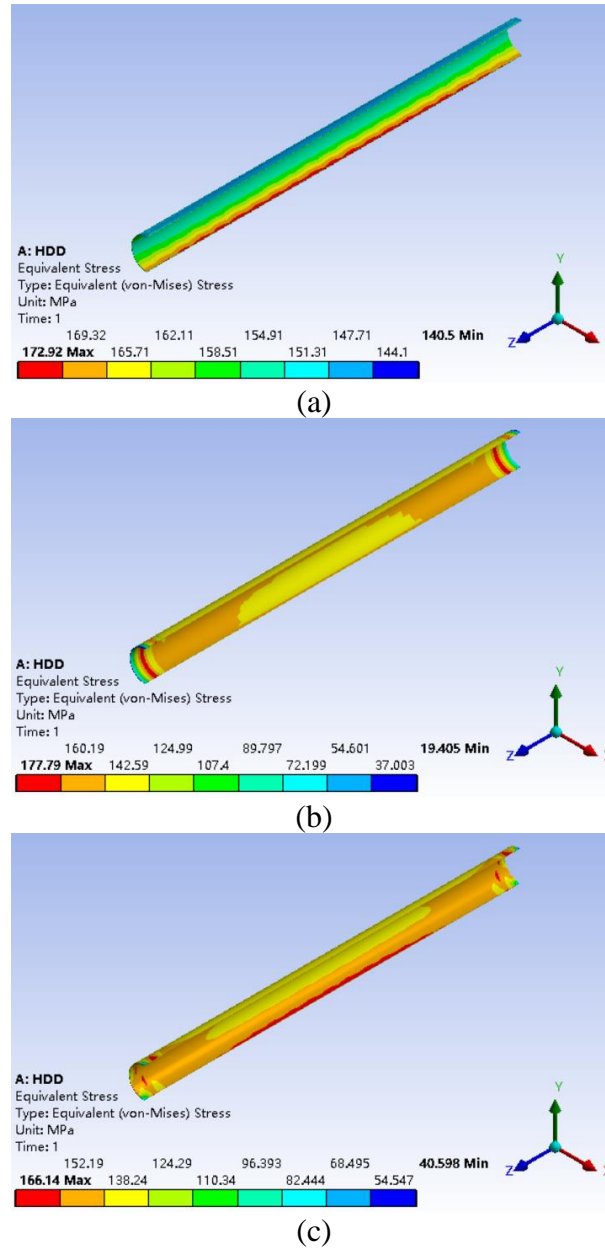 A: HDD
Equivalent Stress
Type: Equivalent (von-Mises) Stress
Unit: MPa
Time: 1
169.32 162.11 154.91 147.71 140.5 Min
172.92 Max 165.71 158.51 151.31 144.1
Y
Z
(a)
A: HDD
Equivalent Stress
Type: Equivalent (von-Mises) Stress
Unit: MPa
Time: 1
160.19 124.99 89.797 54.601 19.405 Min
177.79 Max 142.59 107.4 72.199 37.003
Y
Z X
(b)
A: HDD
Equivalent Stress
Type: Equivalent (von-Mises) Stress
Unit: MPa
Time: 1
152.19 124.29 96.393 68.495 40.598 Min
166.14 Max 138.24 110.34 82.444 54.547
Y
Z X
(c)